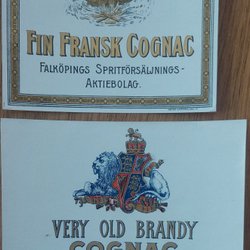 FIN FRANSK COGNAC
FALKÖPINGS SPRITFÖRSÄLJNINGS-
AKTIEBOLAG.
VERY OLD BRANDY
COGNAC